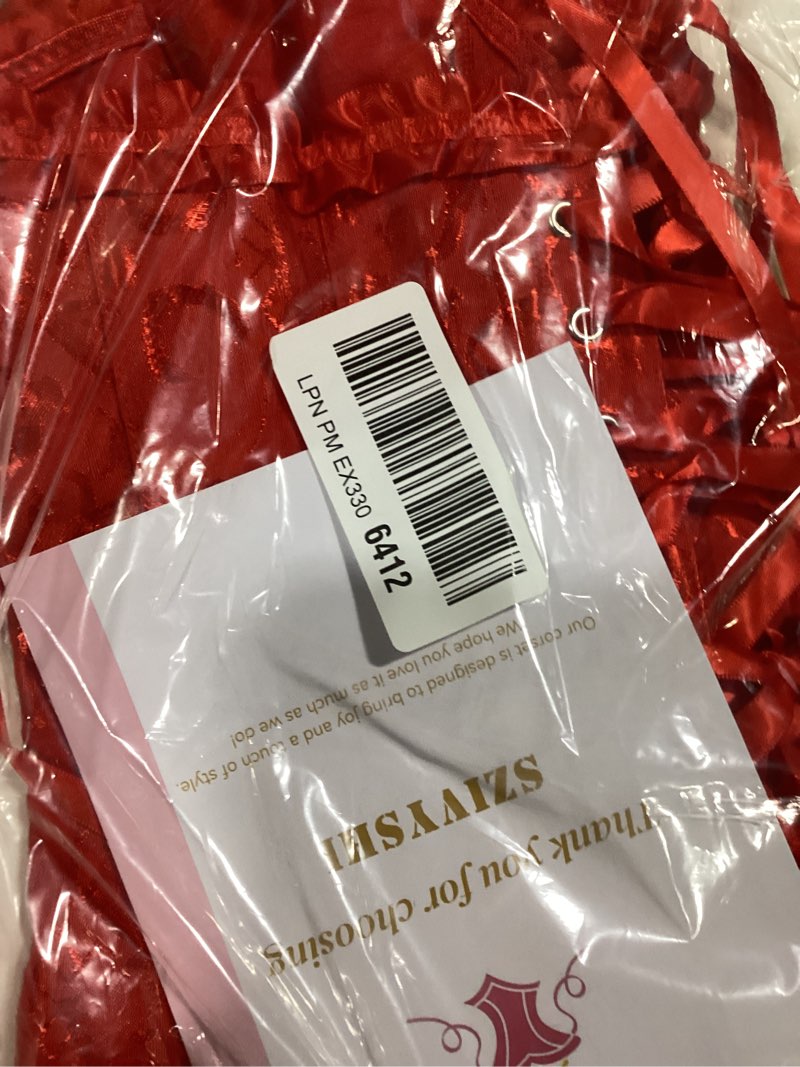 LPN PM EX330 6412
Thank you for choosing
SZIVYSKI
Our corset is designed to bring joy and a touch of style.
We hope you love it as much as we do!